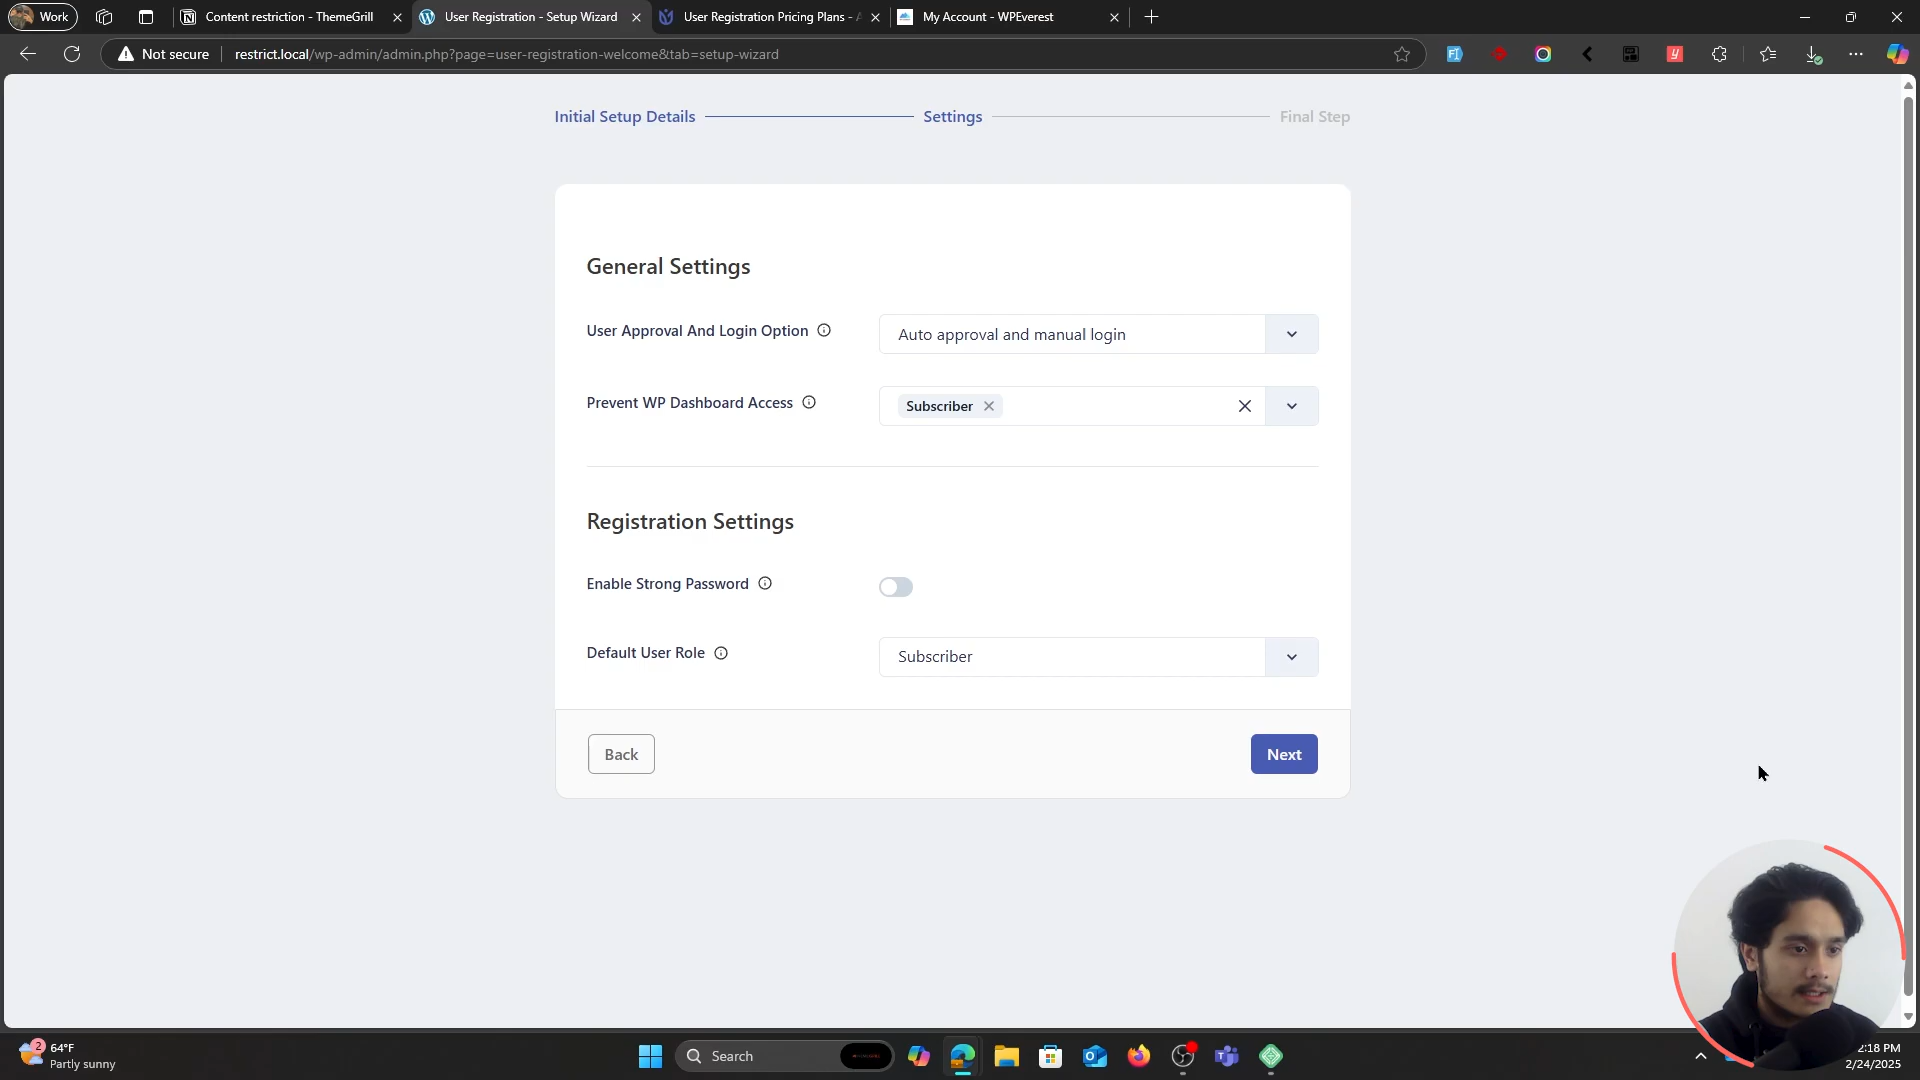 Work
Content restriction - ThemeGrill
User Registration - Setup Wizard
User Registration Pricing Plans -
My Account - WPEverest
Not secure
restrict.local/wp-admin/admin.php?page=user-registration-welcome&tab=setup-wizard
Initial Setup Details
Settings
Final Step
General Settings
User Approval And Login Option
Auto approval and manual login
Prevent WP Dashboard Access
Subscriber
Registration Settings
Enable Strong Password
Default User Role
Subscriber
Back
Next
2
64°F
Partly sunny
Search
2:18 PM
2/24/2025